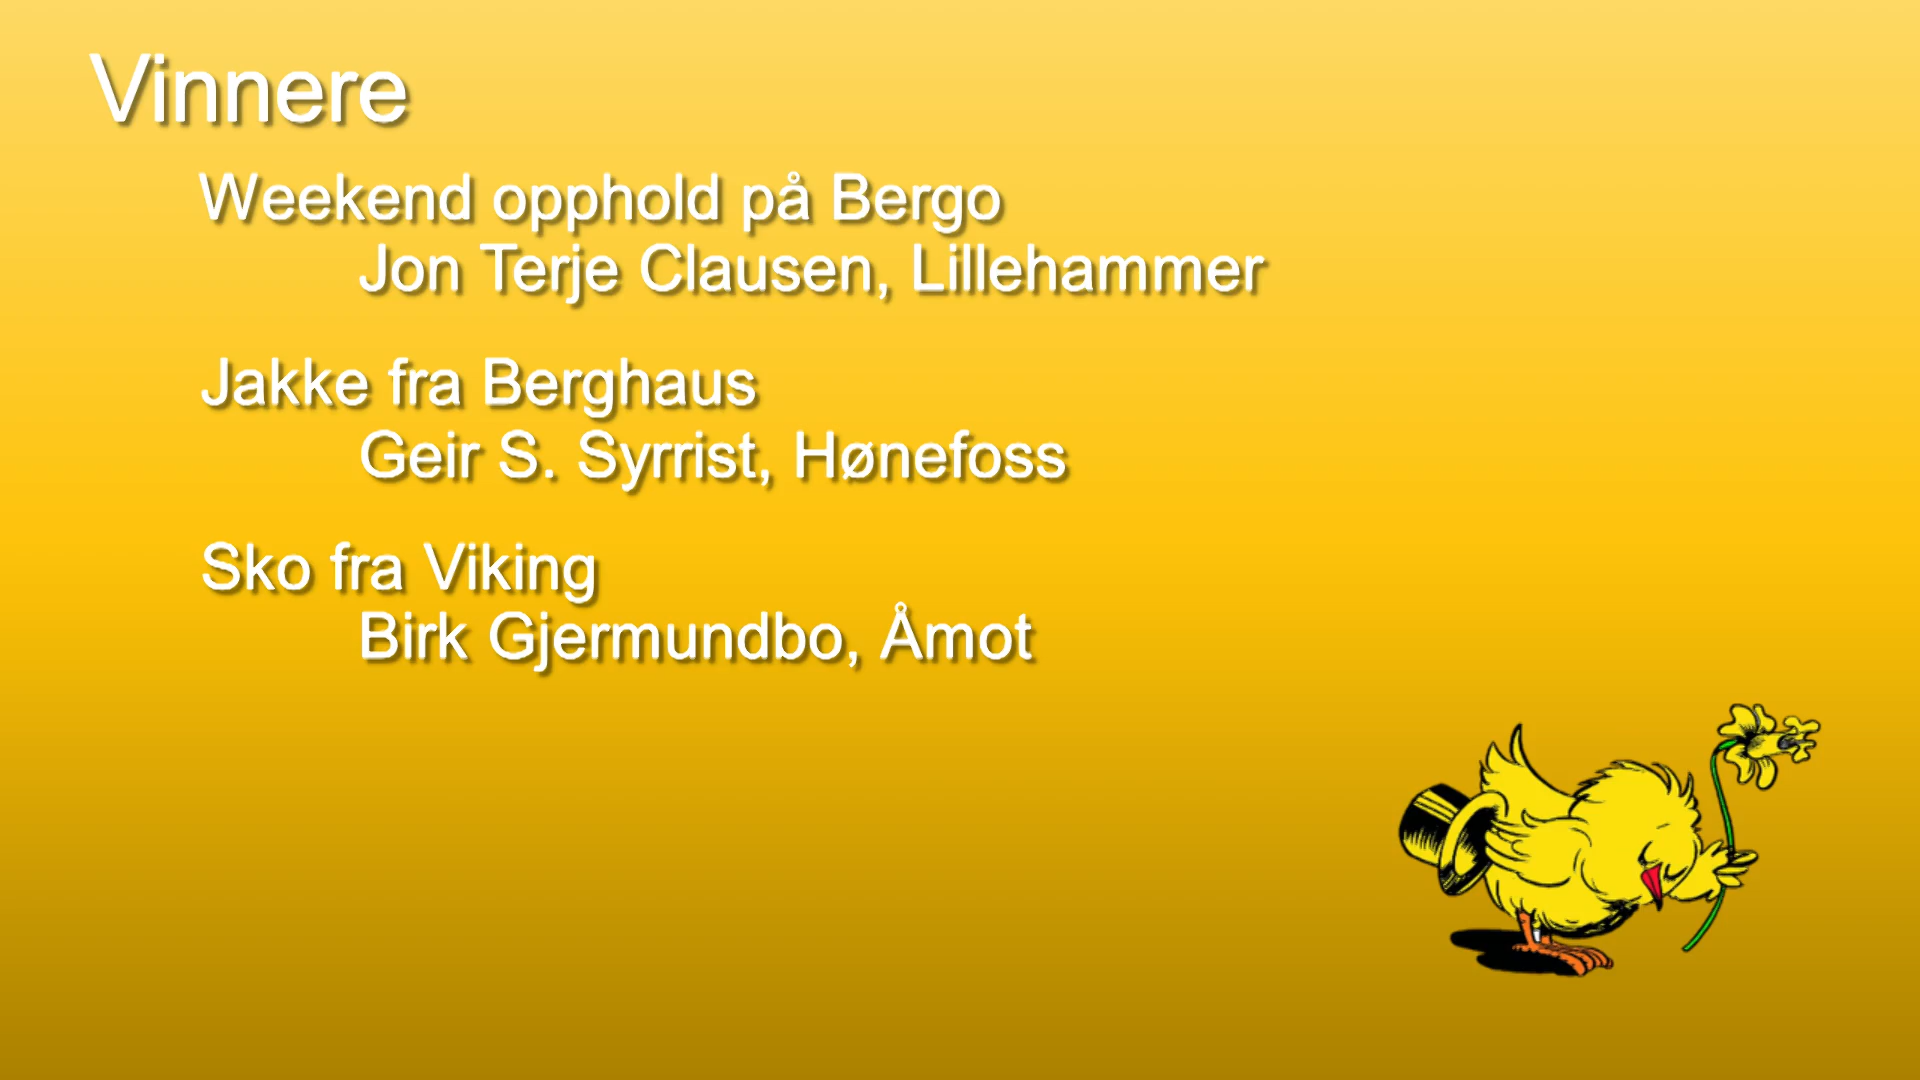 Vinnere
Weekend opphold på Bergo
Jon Terje Clausen, Lillehammer
Jakke fra Berghaus
Geir S. Syrrist, Hønefoss
Sko fra Viking
Birk Gjermundbo, Åmot